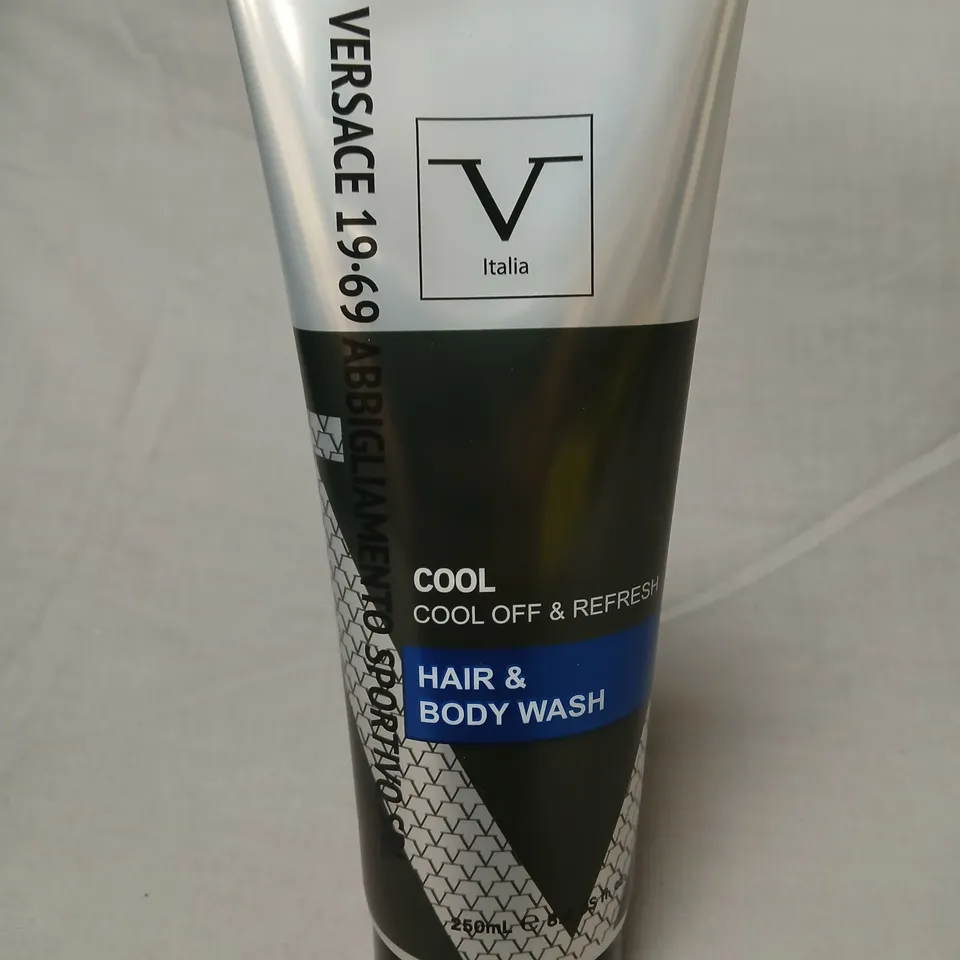 VERSACE 19•69 ABBIGLIAMENTO SPORTIVO
V
Italia
COOL
COOL OFF & REFRESH
HAIR &
BODY WASH
250mL ℮